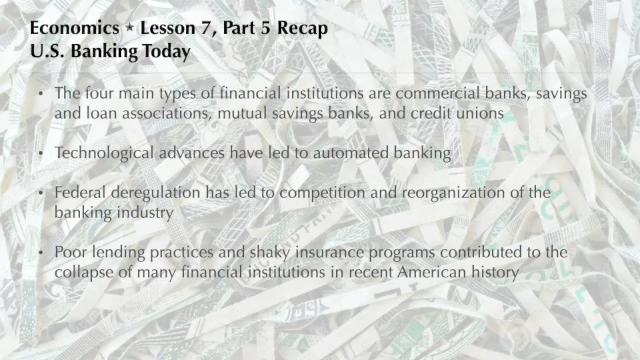 Economics ★ Lesson 7, Part 5 Recap
U.S. Banking Today
• The four main types of financial institutions are commercial banks, savings
and loan associations, mutual savings banks, and credit unions
• Technological advances have led to automated banking
• Federal deregulation has led to competition and reorganization of the
banking industry
• Poor lending practices and shaky insurance programs contributed to the
collapse of many financial institutions in recent American history